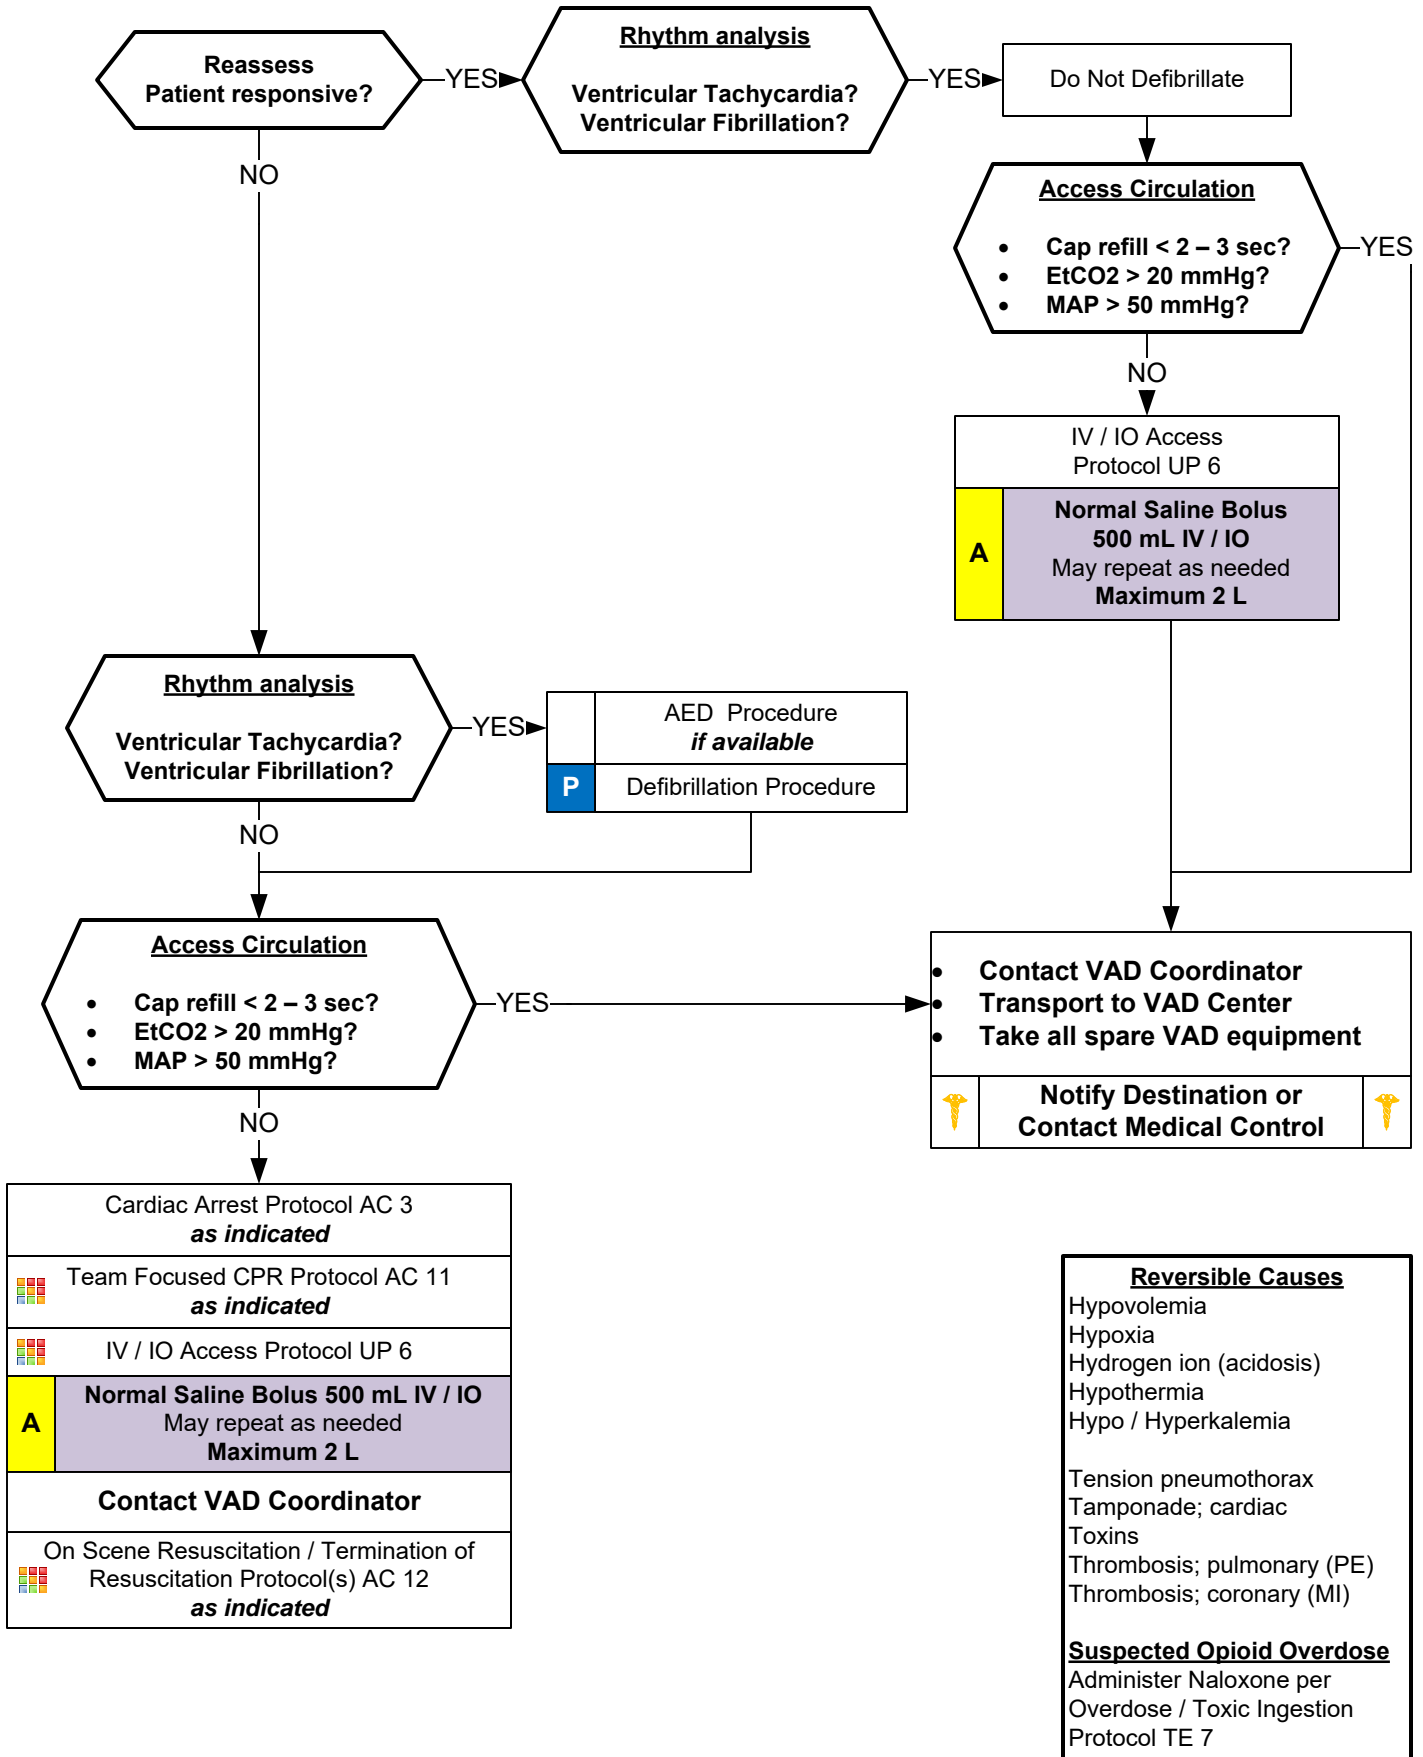 Reassess
Patient responsive?
YES
Rhythm analysis
Ventricular Tachycardia?
Ventricular Fibrillation?
YES
Do Not Defibrillate
NO
Access Circulation
• Cap refill < 2 – 3 sec?
• EtCO2 > 20 mmHg?
• MAP > 50 mmHg?
YES
NO
IV / IO Access
Protocol UP 6
A
Normal Saline Bolus
500 mL IV / IO
May repeat as needed
Maximum 2 L
Rhythm analysis
Ventricular Tachycardia?
Ventricular Fibrillation?
YES
AED Procedure
if available
P
Defibrillation Procedure
NO
Access Circulation
• Cap refill < 2 – 3 sec?
• EtCO2 > 20 mmHg?
• MAP > 50 mmHg?
YES
• Contact VAD Coordinator
• Transport to VAD Center
• Take all spare VAD equipment
Notify Destination or
Contact Medical Control
NO
Cardiac Arrest Protocol AC 3
as indicated
Team Focused CPR Protocol AC 11
as indicated
IV / IO Access Protocol UP 6
A
Normal Saline Bolus 500 mL IV / IO
May repeat as needed
Maximum 2 L
Contact VAD Coordinator
On Scene Resuscitation / Termination of
Resuscitation Protocol(s) AC 12
as indicated
Reversible Causes
Hypovolemia
Hypoxia
Hydrogen ion (acidosis)
Hypothermia
Hypo / Hyperkalemia
Tension pneumothorax
Tamponade; cardiac
Toxins
Thrombosis; pulmonary (PE)
Thrombosis; coronary (MI)
Suspected Opioid Overdose
Administer Naloxone per
Overdose / Toxic Ingestion
Protocol TE 7